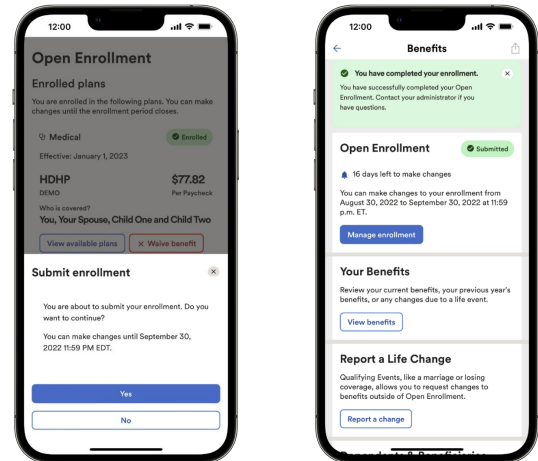 12:00
Open Enrollment
Enrolled plans
You are enrolled in the following plans. You can make
changes until the enrollment period closes.
Medical
Enrolled
Effective: January 1, 2023
HDHP
$77.82
DEMO
Per Paycheck
Who is covered?
You, Your Spouse, Child One and Child Two
View available plans
Waive benefit
Submit enrollment
You are about to submit your enrollment. Do you
want to continue?
You can make changes until September 30,
2022 11:59 PM EDT.
Yes
No
12:00
Benefits
You have completed your enrollment.
You have successfully completed your Open
Enrollment. Contact your administrator if you
have questions.
Open Enrollment
Submitted
16 days left to make changes
You can make changes to your enrollment from
August 30, 2022 to September 30, 2022 at 11:59
p.m. ET.
Manage enrollment
Your Benefits
Review your current benefits, your previous year's
benefits, or any changes due to a life event.
View benefits
Report a Life Change
Qualifying Events, like a marriage or losing
coverage, allows you to request changes to
benefits outside of Open Enrollment.
Report a change
Dependents & Beneficiaries